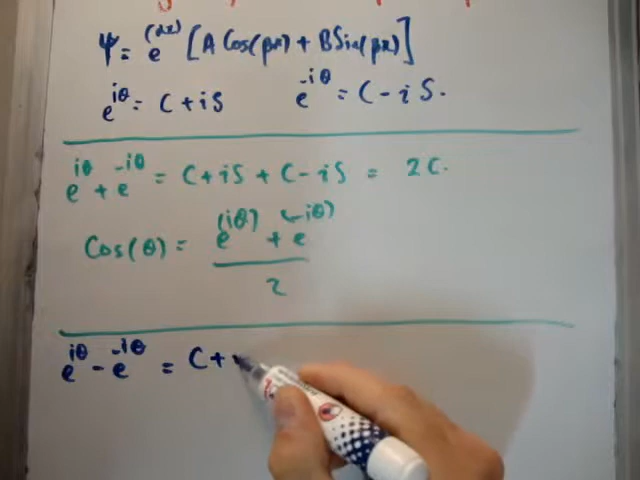 ψ = e^(αx) [A Cos(βx) + B Sin(βx)]
e^iθ = C + iS e^-iθ = C - iS.
e^iθ + e^-iθ = C + iS + C - iS = 2C.
Cos(θ) = e^(iθ) + e^(-iθ) / 2
e^iθ - e^-iθ = C +